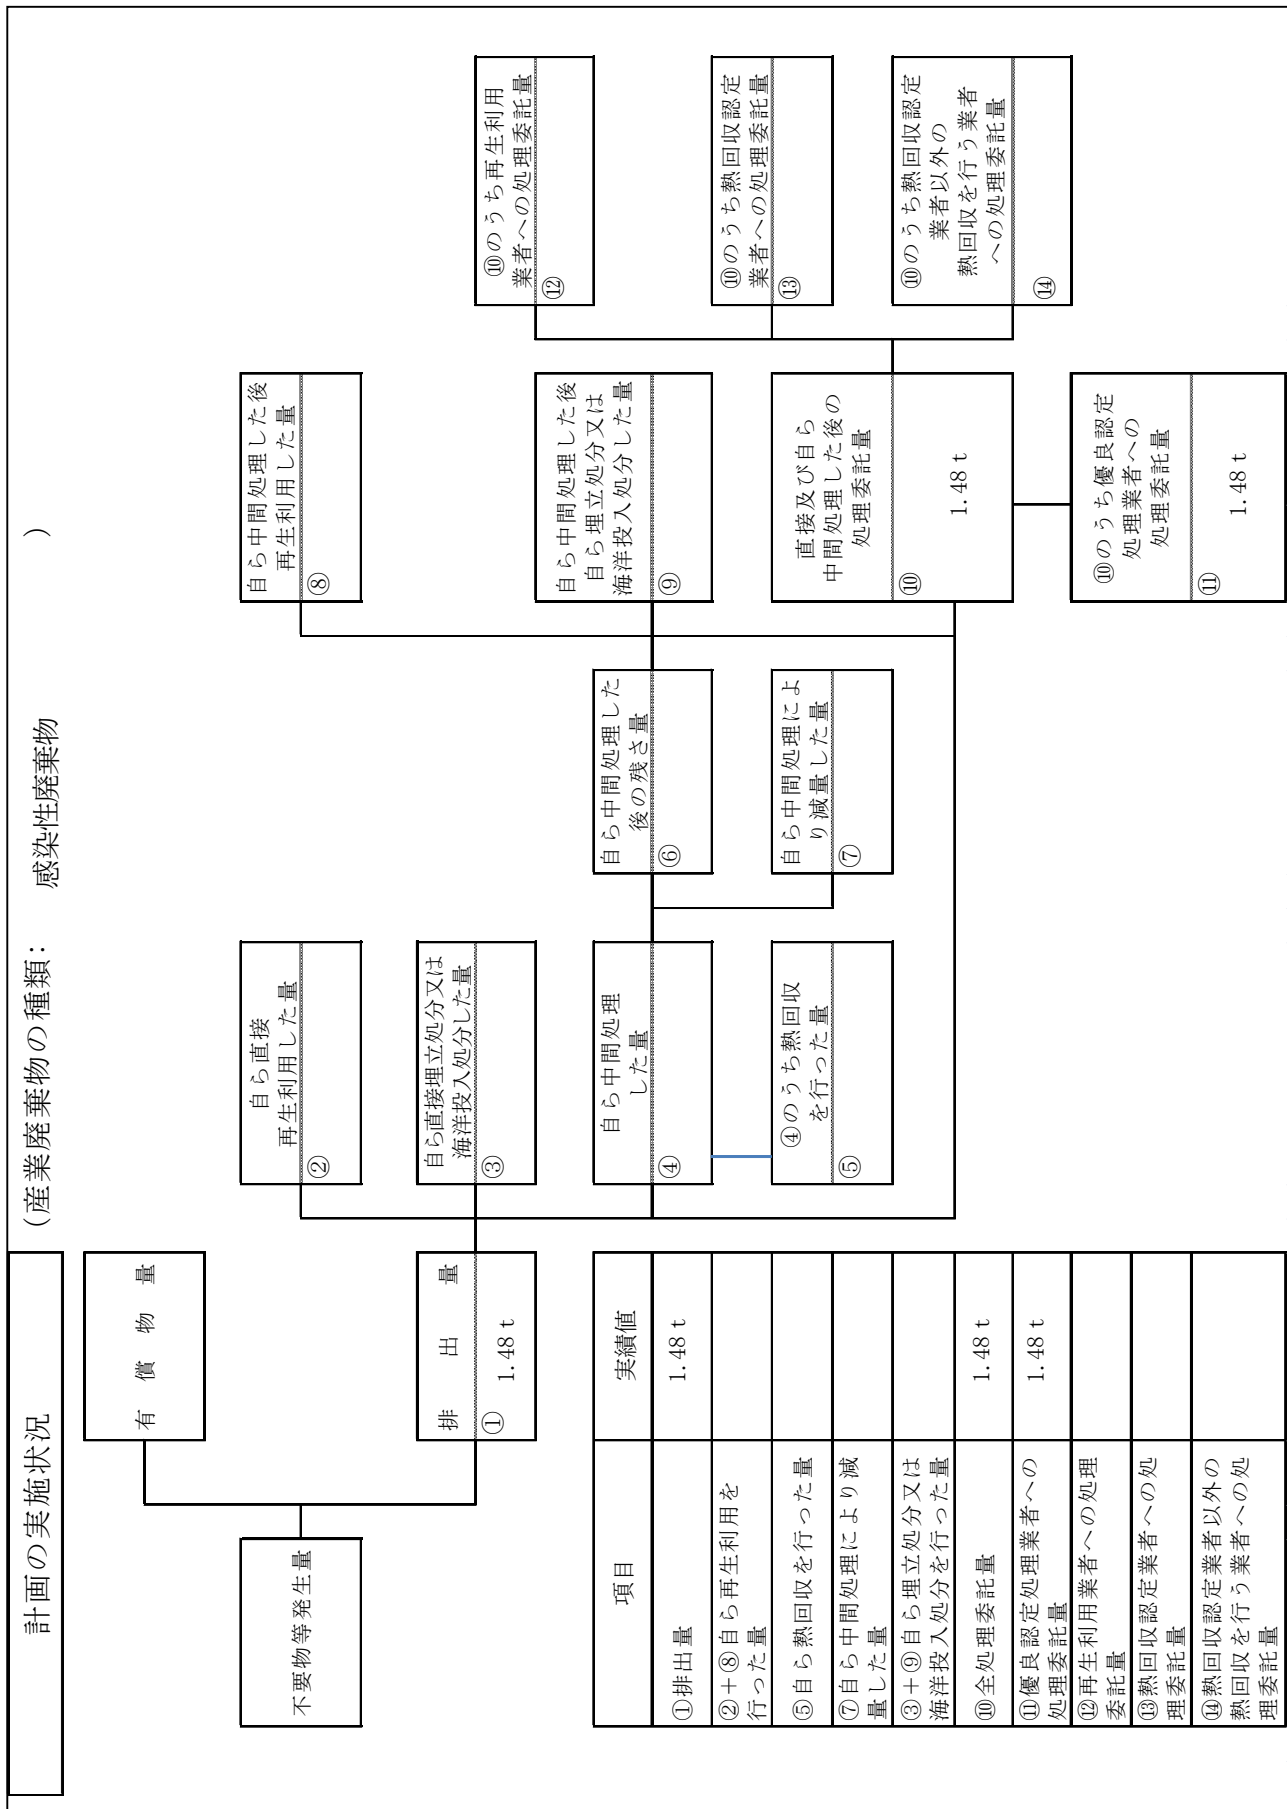 計画の実施状況
(産業廃棄物の種類: 感染性廃棄物 )
有償物量
不要物等発生量
排出量
① 1.48 t
自ら直接
再生利用した量
②
自ら直接埋立処分又は
海洋投入処分した量
③
自ら中間処理
した量
④
④のうち熱回収
を行った量
⑤
自ら中間処理した
後の残さ量
⑥
自ら中間処理によ
り減量した量
⑦
自ら中間処理した後
再生利用した量
⑧
自ら中間処理した後
自ら埋立処分又は
海洋投入処分した量
⑨
直接及び自ら
中間処理した後の
処理委託量
⑩ 1.48 t
⑩のうち優良認定
処理業者への
処理委託量
⑪ 1.48 t
⑩のうち再生利用
業者への処理委託量
⑫
⑩のうち熱回収認定
業者への処理委託量
⑬
⑩のうち熱回収認定
業者以外の
熱回収を行う業者
への処理委託量
⑭
項目 実績値
①排出量 1.48 t
②+⑧自ら再生利用を
行った量
⑤自ら熱回収を行った量
⑦自ら中間処理により減
量した量
③+⑨自ら埋立処分又は
海洋投入処分を行った量
⑩全処理委託量 1.48 t
⑪優良認定処理業者への
処理委託量 1.48 t
⑫再生利用業者への処理
委託量
⑬熱回収認定業者への処
理委託量
⑭熱回収認定業者以外の
熱回収を行う業者への処
理委託量